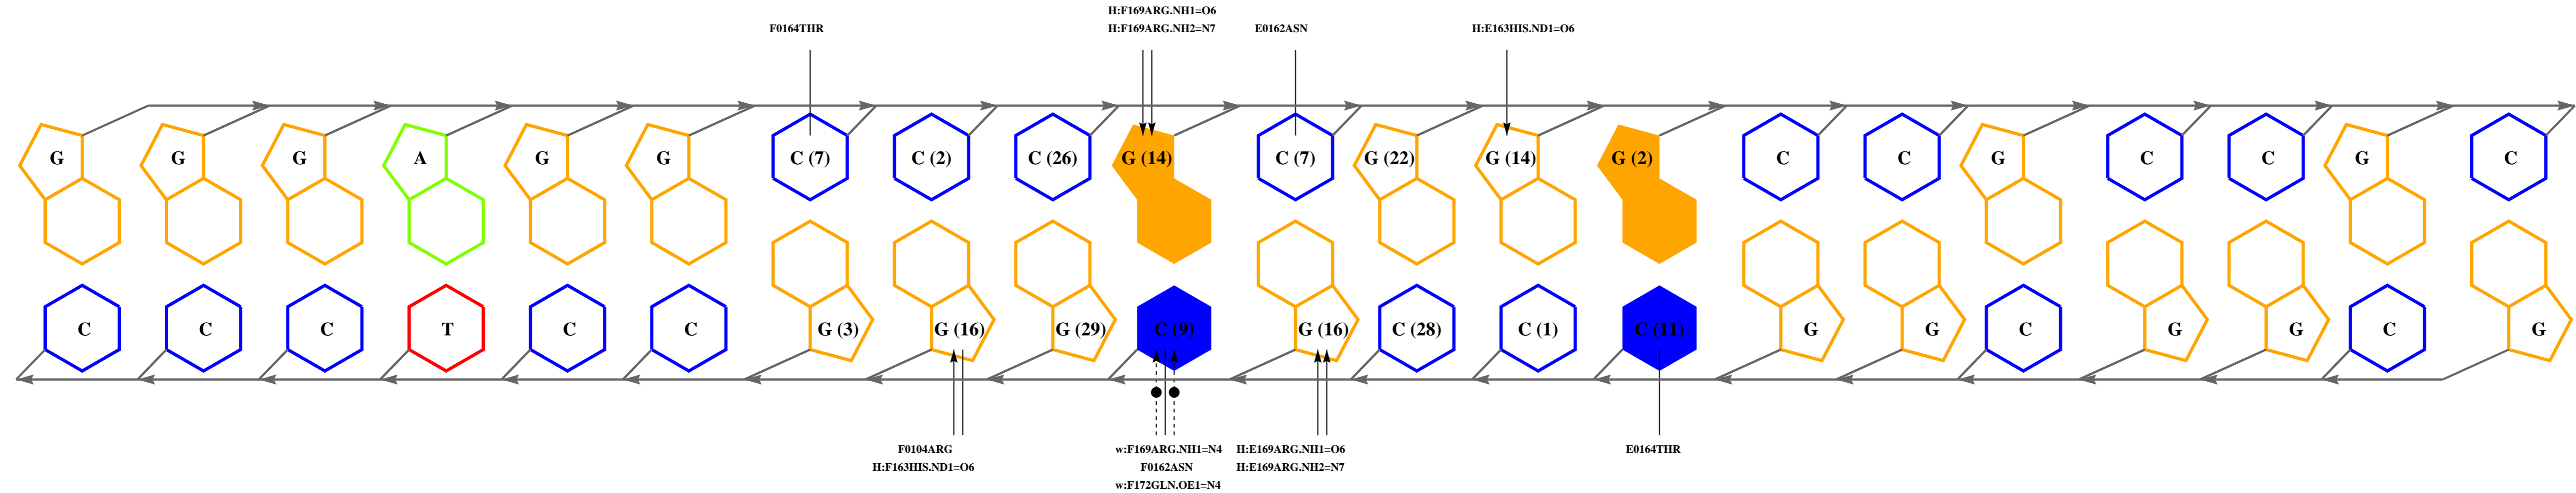 H:F169ARG.NH1=O6
F0164THR H:F169ARG.NH2=N7 E0162ASN H:E163HIS.ND1=O6
G G G A G G C (7) C (2) C (26) G (14) C (7) G (22) G (14) G (2) C C G C C G C
C C C T C C G (3) G (16) G (29) C (9) G (16) C (28) C (1) C (11) G G C G G C G
F0104ARG w:F169ARG.NH1=N4 H:E169ARG.NH1=O6 E0164THR
H:F163HIS.ND1=O6 F0162ASN H:E169ARG.NH2=N7
w:F172GLN.OE1=N4